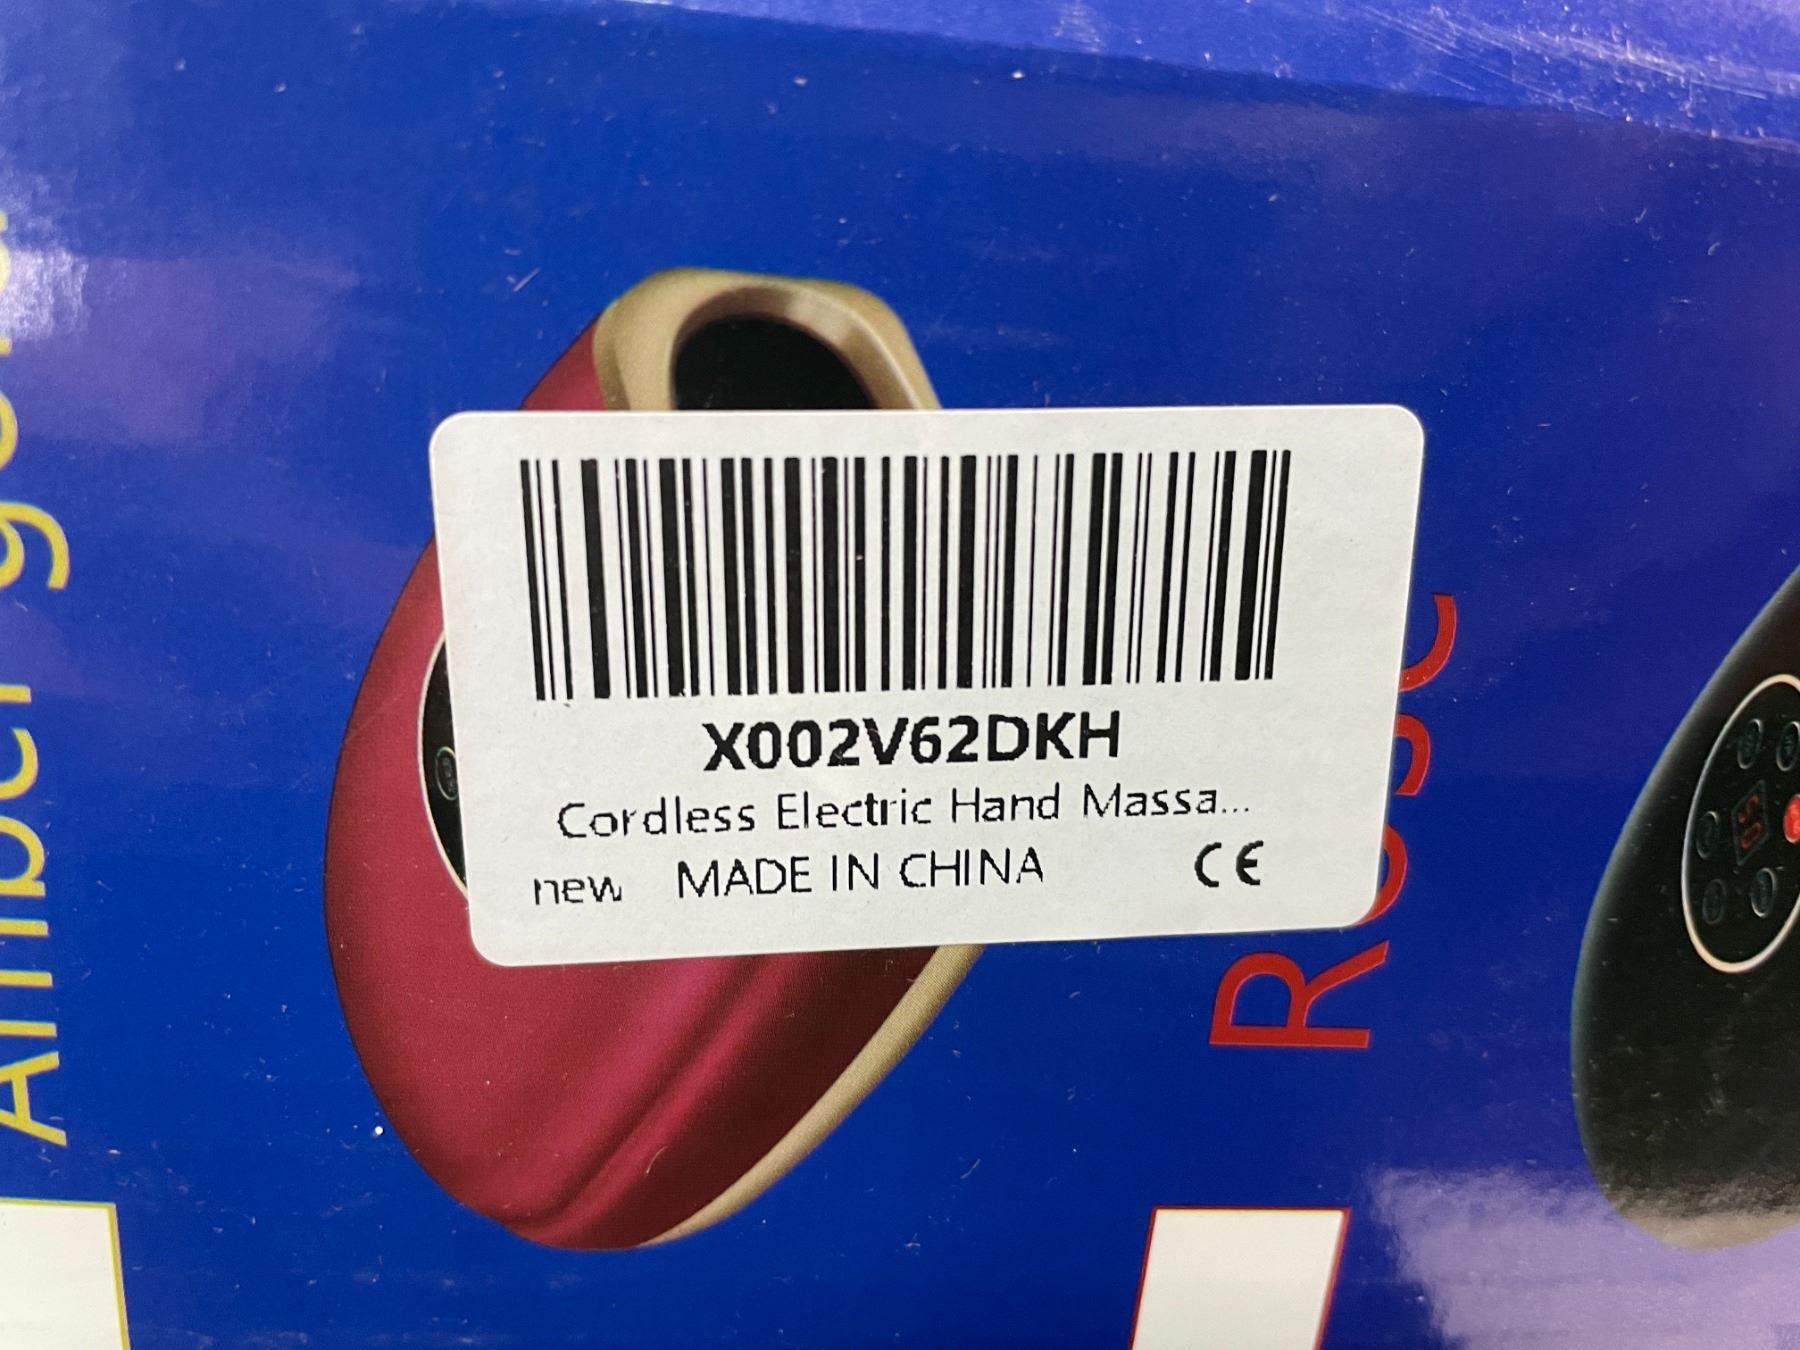 X002V62DKH
Cordless Electric Hand Massa...
new MADE IN CHINA CE